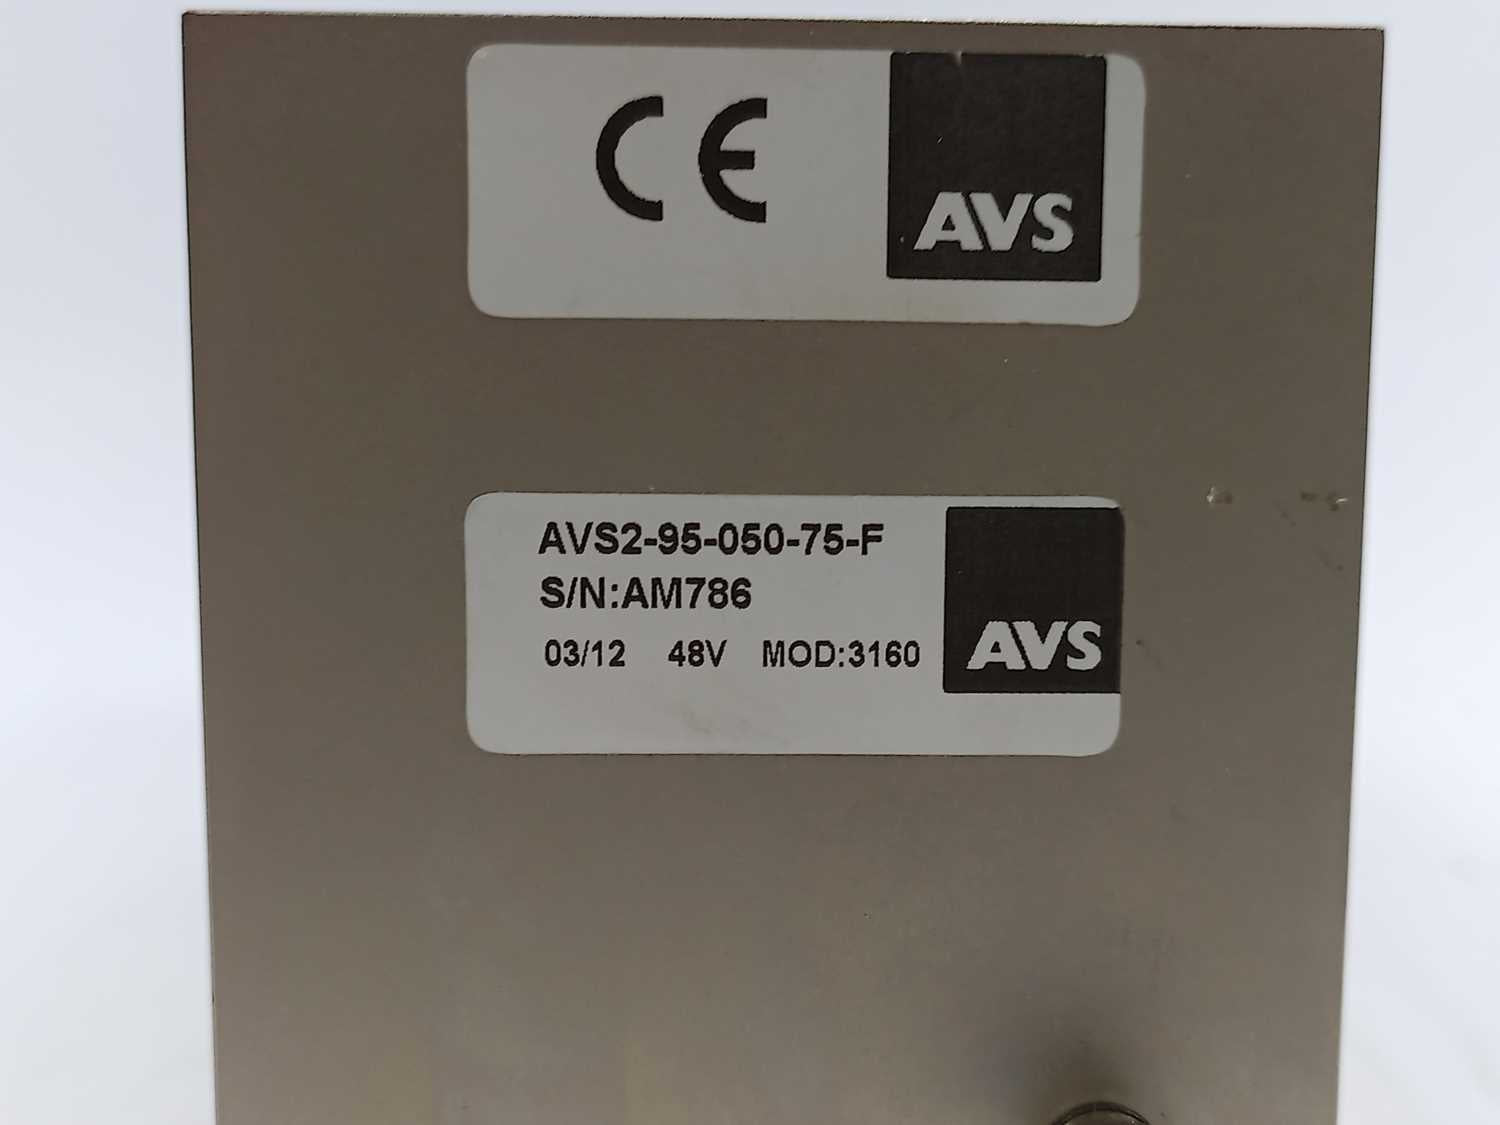 CE
AVS
AVS2-95-050-75-F
S/N:AM786
03/12 48V MOD:3160
AVS